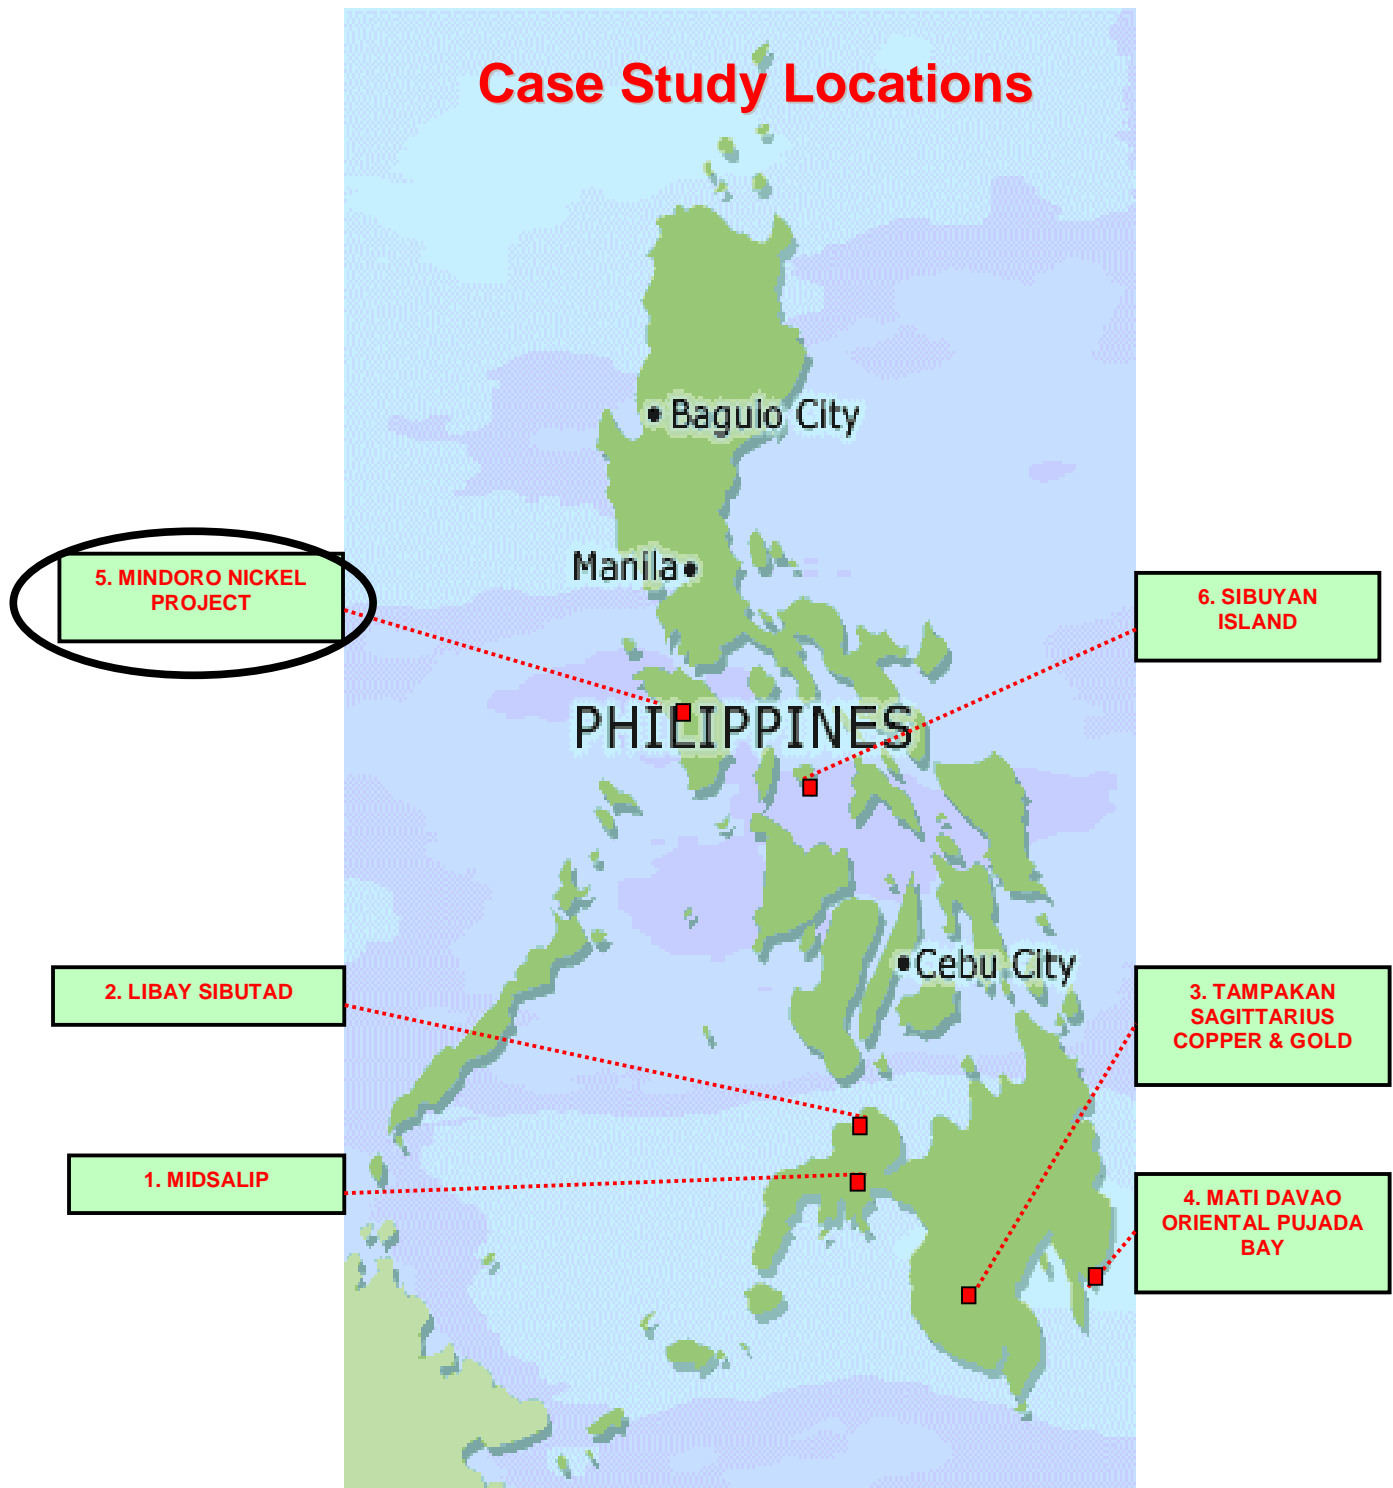 Case Study Locations
Baguio City
Manila
5. MINDORO NICKEL
PROJECT
6. SIBUYAN
ISLAND
PHILIPPINES
Cebu City
2. LIBAY SIBUTAD
3. TAMPAKAN
SAGITTARIUS
COPPER & GOLD
1. MIDSALIP
4. MATI DAVAO
ORIENTAL PUJADA
BAY